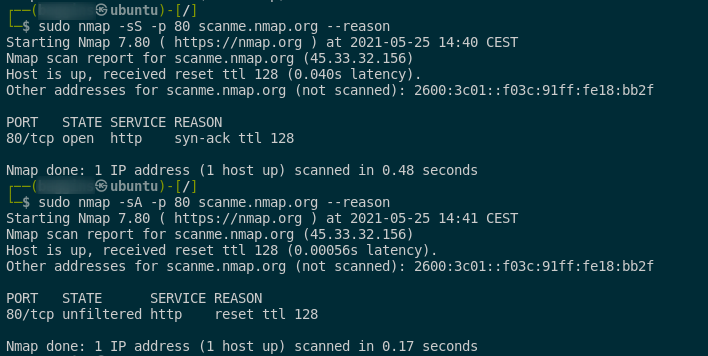 ┌──(㉿ubuntu)-[/]
└─$ sudo nmap -sS -p 80 scanme.nmap.org --reason
Starting Nmap 7.80 ( https://nmap.org ) at 2021-05-25 14:40 CEST
Nmap scan report for scanme.nmap.org (45.33.32.156)
Host is up, received reset ttl 128 (0.040s latency).
Other addresses for scanme.nmap.org (not scanned): 2600:3c01::f03c:91ff:fe18:bb2f
PORT   STATE SERVICE REASON
80/tcp open  http    syn-ack ttl 128
Nmap done: 1 IP address (1 host up) scanned in 0.48 seconds
┌──(㉿ubuntu)-[/]
└─$ sudo nmap -sA -p 80 scanme.nmap.org --reason
Starting Nmap 7.80 ( https://nmap.org ) at 2021-05-25 14:41 CEST
Nmap scan report for scanme.nmap.org (45.33.32.156)
Host is up, received reset ttl 128 (0.00056s latency).
Other addresses for scanme.nmap.org (not scanned): 2600:3c01::f03c:91ff:fe18:bb2f
PORT   STATE      SERVICE REASON
80/tcp unfiltered http    reset ttl 128
Nmap done: 1 IP address (1 host up) scanned in 0.17 seconds